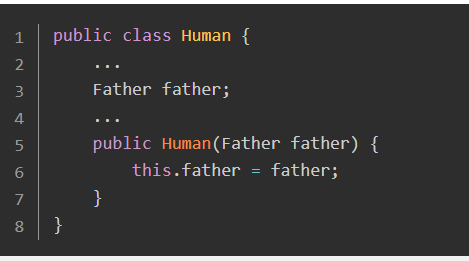 1 public class Human {
2     ...
3     Father father;
4     ...
5     public Human(Father father) {
6         this.father = father;
7     }
8 }